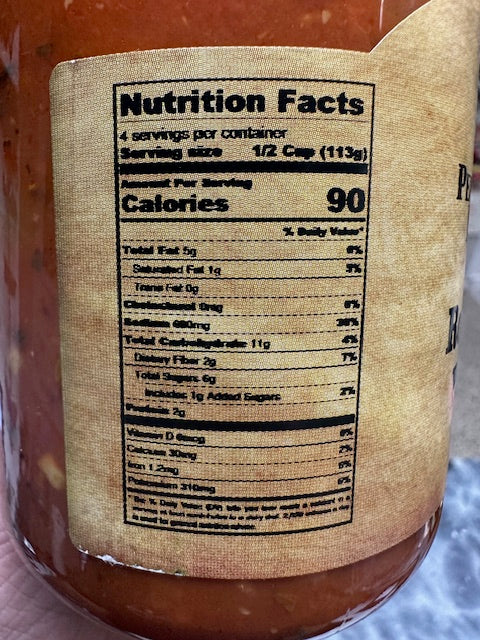 Nutrition Facts
4 servings per container
Serving size 1/2 Cup (113g)
Amount Per Serving
Calories 90
% Daily Value*
Total Fat 5g 6%
Saturated Fat 1g 5%
Trans Fat 0g
Cholesterol 0mg 0%
Sodium
Total Carbohydrate 11g 4%
Dietary Fiber 2g 7%
Total Sugars 6g
Includes 1g Added Sugars 2%
Protein 2g
Vitamin D 0mcg 0%
Calcium 30mg 2%
Iron 1.2mg 6%
Potassium 310mg 6%